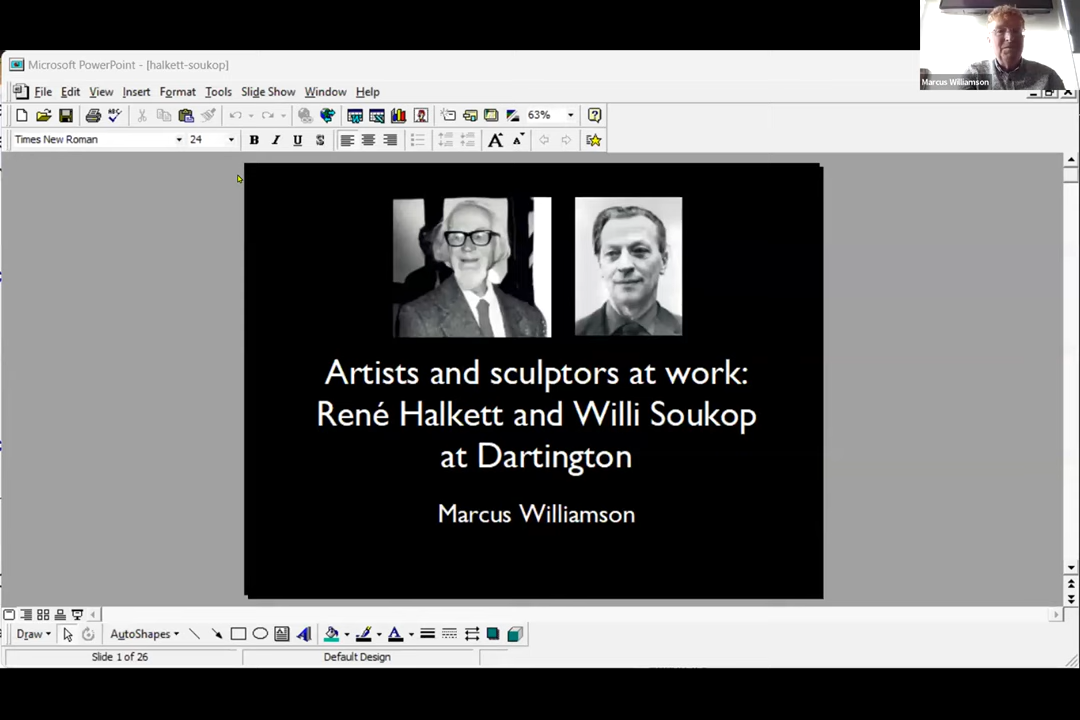 Microsoft PowerPoint - [halkett-soukop]
Marcus Williamson
File Edit View Insert Format Tools Slide Show Window Help
63%
Times New Roman 24 B I U S A A
Artists and sculptors at work:
René Halkett and Willi Soukop
at Dartington
Marcus Williamson
Draw AutoShapes
Slide 1 of 26 Default Design